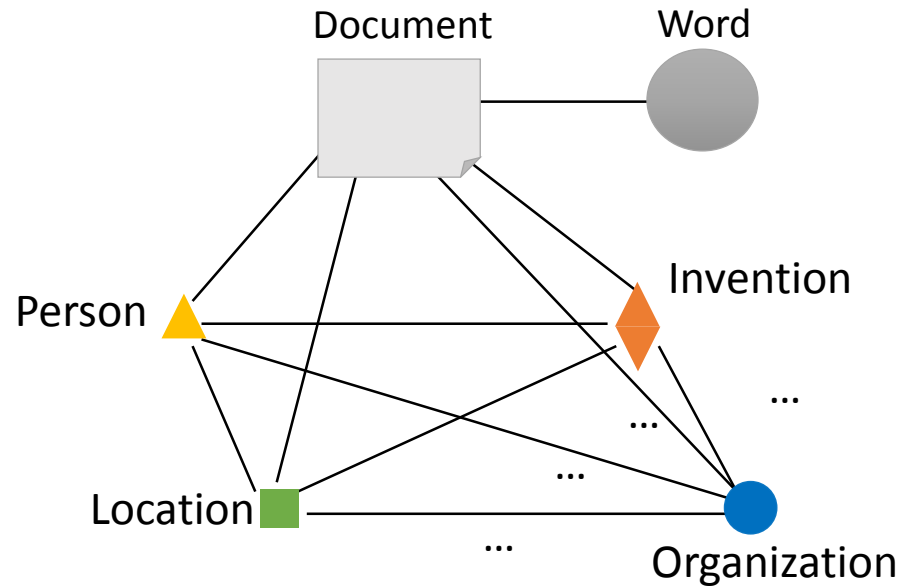 Document
Word
Invention
Person
...
...
...
Location
...
Organization